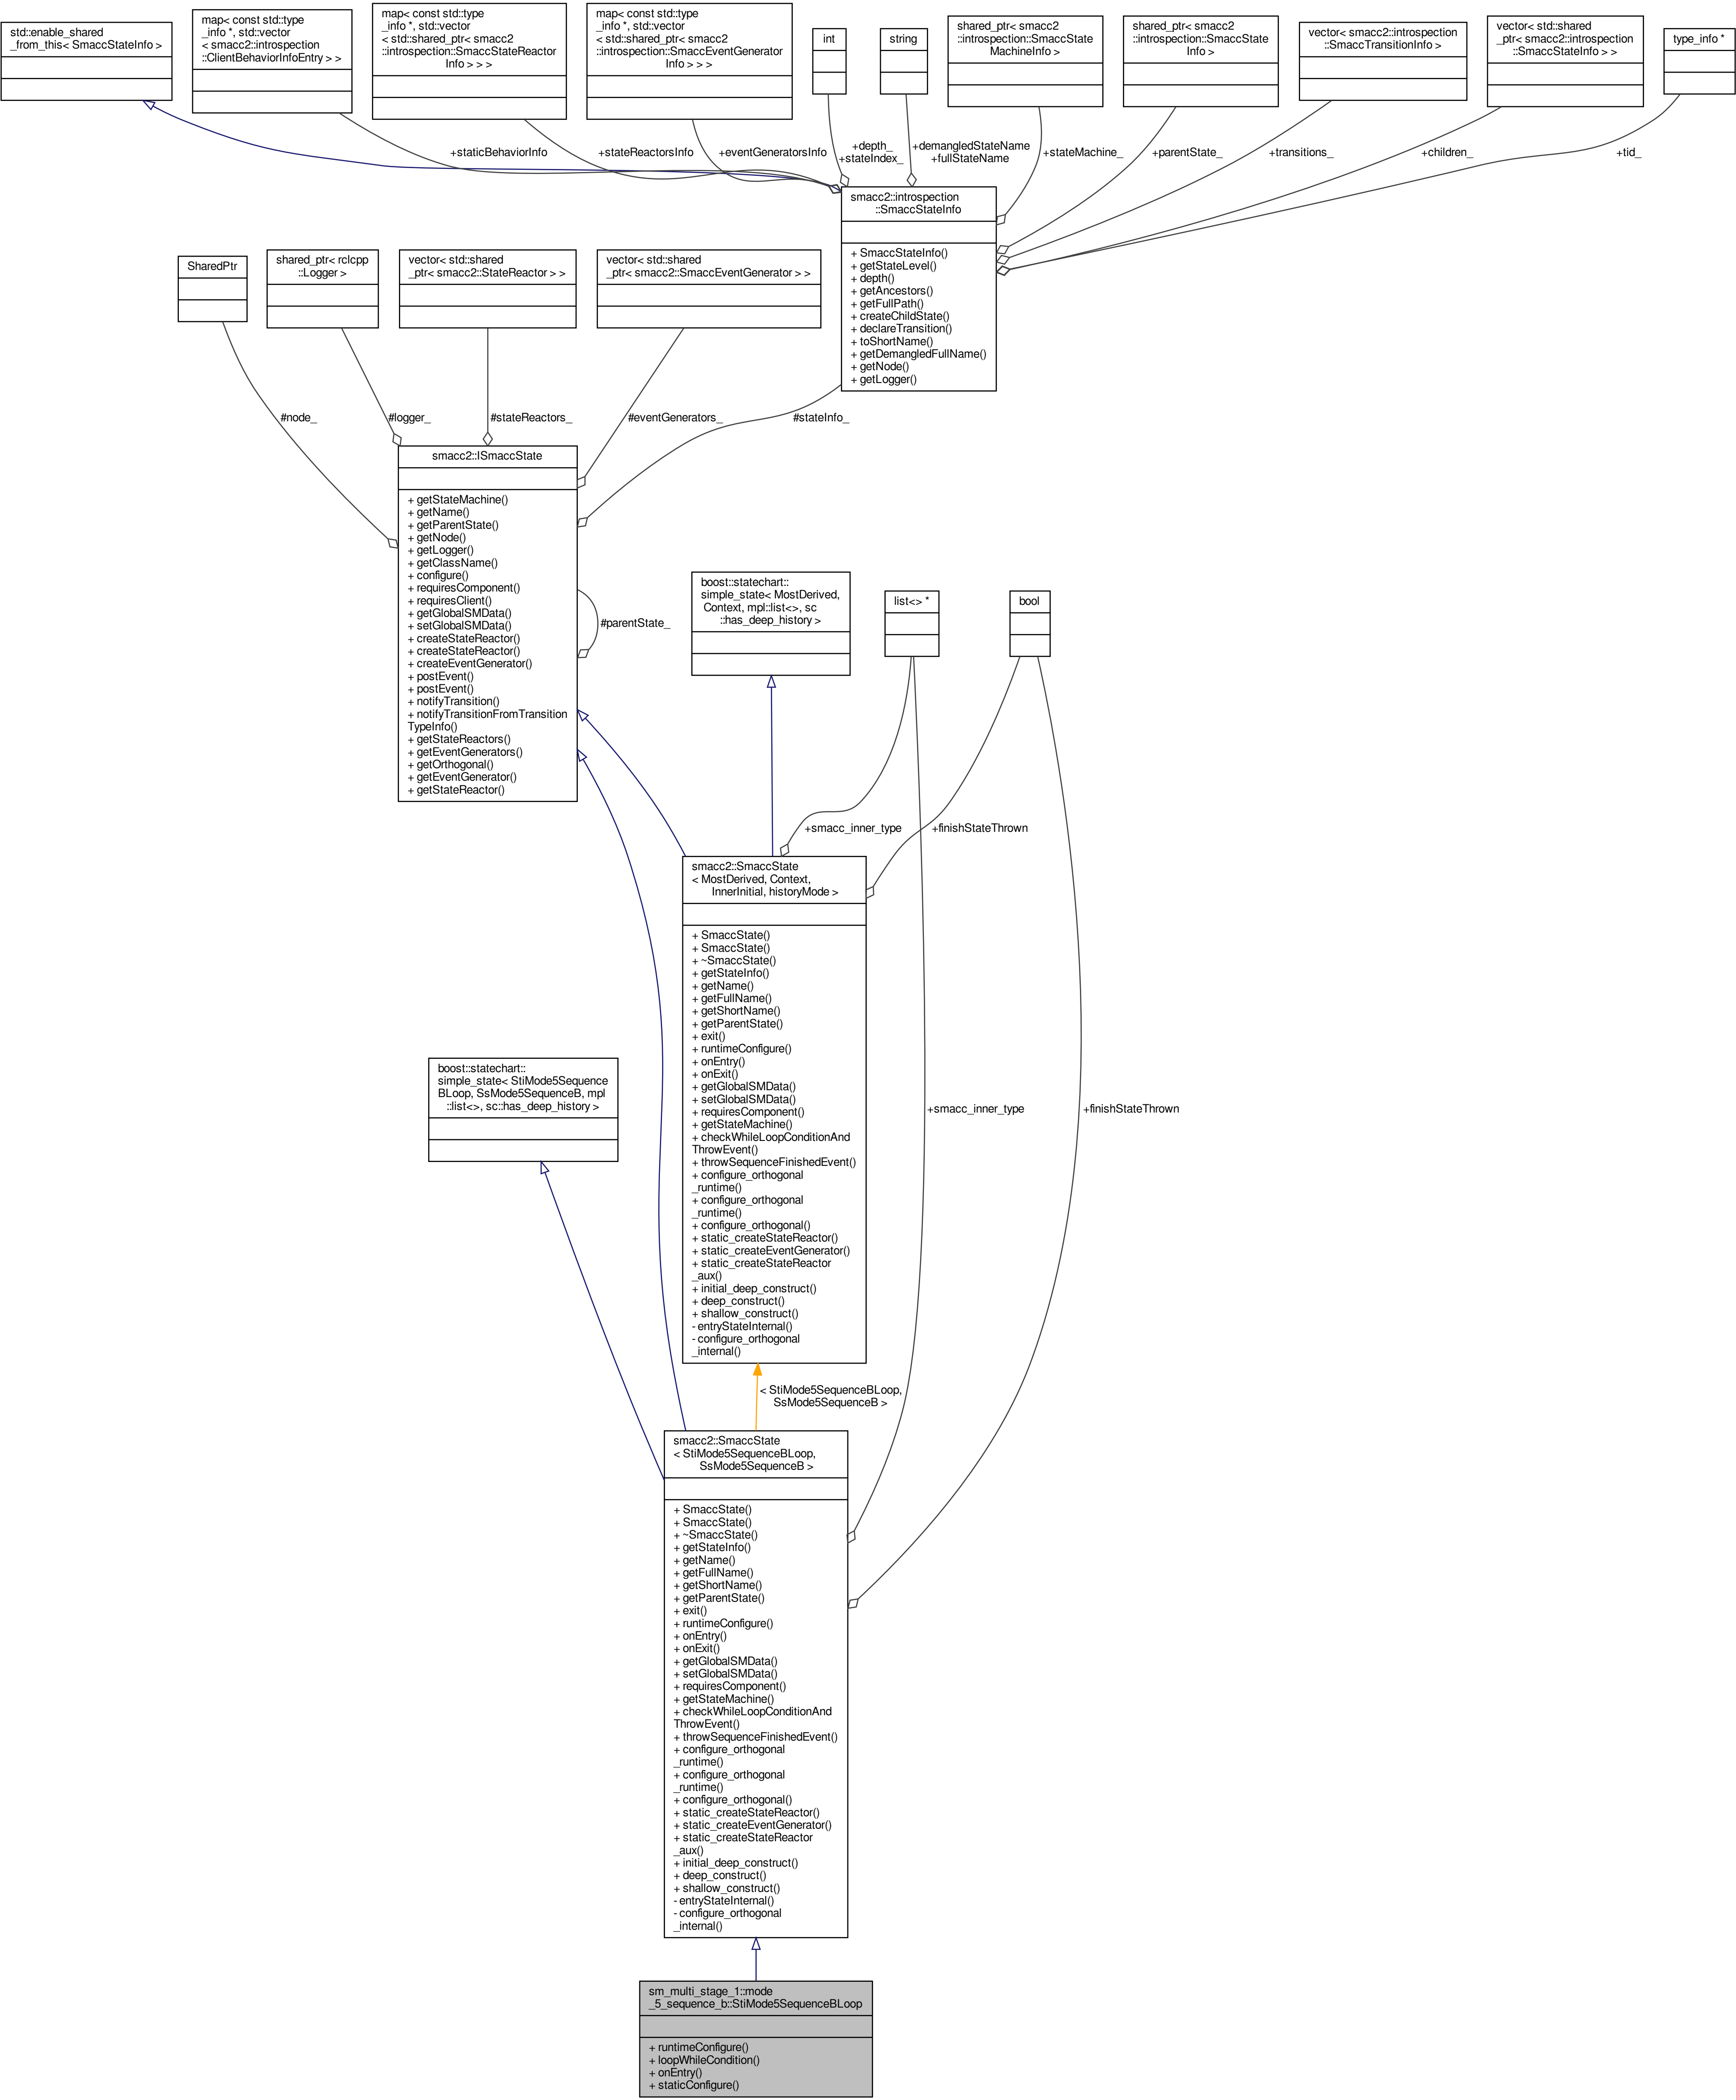 std::enable_shared
_from_this< SmaccStateInfo >
map< const std::type
_info *, std::vector
< smacc2::introspection
::ClientBehaviorInfoEntry > >
map< const std::type
_info *, std::vector
< std::shared_ptr< smacc2
::introspection::SmaccStateReactor
Info > > >
map< const std::type
_info *, std::vector
< std::shared_ptr< smacc2
::introspection::SmaccEventGenerator
Info > > >
int
string
shared_ptr< smacc2
::introspection::SmaccState
MachineInfo >
shared_ptr< smacc2
::introspection::SmaccState
Info >
vector< smacc2::introspection
::SmaccTransitionInfo >
vector< std::shared
_ptr< smacc2::introspection
::SmaccStateInfo > >
type_info *
+staticBehaviorInfo
+stateReactorsInfo
+eventGeneratorsInfo
+depth_
+stateIndex_
+demangledStateName
+fullStateName
+stateMachine_
+parentState_
+transitions_
+children_
+tid_
smacc2::introspection
::SmaccStateInfo
+ SmaccStateInfo()
+ getStateLevel()
+ depth()
+ getAncestors()
+ getFullPath()
+ createChildState()
+ declareTransition()
+ toShortName()
+ getDemangledFullName()
+ getNode()
+ getLogger()
SharedPtr
shared_ptr< rclcpp
::Logger >
vector< std::shared
_ptr< smacc2::StateReactor > >
vector< std::shared
_ptr< smacc2::SmaccEventGenerator > >
#node_
#logger_
#stateReactors_
#eventGenerators_
#stateInfo_
smacc2::ISmaccState
+ getStateMachine()
+ getName()
+ getParentState()
+ getNode()
+ getLogger()
+ getClassName()
+ configure()
+ requiresComponent()
+ requiresClient()
+ getGlobalSMData()
+ setGlobalSMData()
+ createStateReactor()
+ createStateReactor()
+ createEventGenerator()
+ postEvent()
+ postEvent()
+ notifyTransition()
+ notifyTransitionFromTransition
TypeInfo()
+ getStateReactors()
+ getEventGenerators()
+ getOrthogonal()
+ getEventGenerator()
+ getStateReactor()
#parentState_
boost::statechart::
simple_state< MostDerived,
Context, mpl::list<>, sc
::has_deep_history >
list<> *
bool
+smacc_inner_type
+finishStateThrown
smacc2::SmaccState
< MostDerived, Context,
InnerInitial, historyMode >
+ SmaccState()
+ SmaccState()
+ ~SmaccState()
+ getStateInfo()
+ getName()
+ getFullName()
+ getShortName()
+ getParentState()
+ exit()
+ runtimeConfigure()
+ onEntry()
+ onExit()
+ getGlobalSMData()
+ setGlobalSMData()
+ requiresComponent()
+ getStateMachine()
+ checkWhileLoopConditionAnd
ThrowEvent()
+ throwSequenceFinishedEvent()
+ configure_orthogonal
_runtime()
+ configure_orthogonal
_runtime()
+ configure_orthogonal()
+ static_createStateReactor()
+ static_createEventGenerator()
+ static_createStateReactor
_aux()
+ initial_deep_construct()
+ deep_construct()
+ shallow_construct()
- entryStateInternal()
- configure_orthogonal
_internal()
boost::statechart::
simple_state< StiMode5Sequence
BLoop, SsMode5SequenceB, mpl
::list<>, sc::has_deep_history >
+smacc_inner_type
+finishStateThrown
< StiMode5SequenceBLoop,
SsMode5SequenceB >
smacc2::SmaccState
< StiMode5SequenceBLoop,
SsMode5SequenceB >
+ SmaccState()
+ SmaccState()
+ ~SmaccState()
+ getStateInfo()
+ getName()
+ getFullName()
+ getShortName()
+ getParentState()
+ exit()
+ runtimeConfigure()
+ onEntry()
+ onExit()
+ getGlobalSMData()
+ setGlobalSMData()
+ requiresComponent()
+ getStateMachine()
+ checkWhileLoopConditionAnd
ThrowEvent()
+ throwSequenceFinishedEvent()
+ configure_orthogonal
_runtime()
+ configure_orthogonal
_runtime()
+ configure_orthogonal()
+ static_createStateReactor()
+ static_createEventGenerator()
+ static_createStateReactor
_aux()
+ initial_deep_construct()
+ deep_construct()
+ shallow_construct()
- entryStateInternal()
- configure_orthogonal
_internal()
sm_multi_stage_1::mode
_5_sequence_b::StiMode5SequenceBLoop
+ runtimeConfigure()
+ loopWhileCondition()
+ onEntry()
+ staticConfigure()